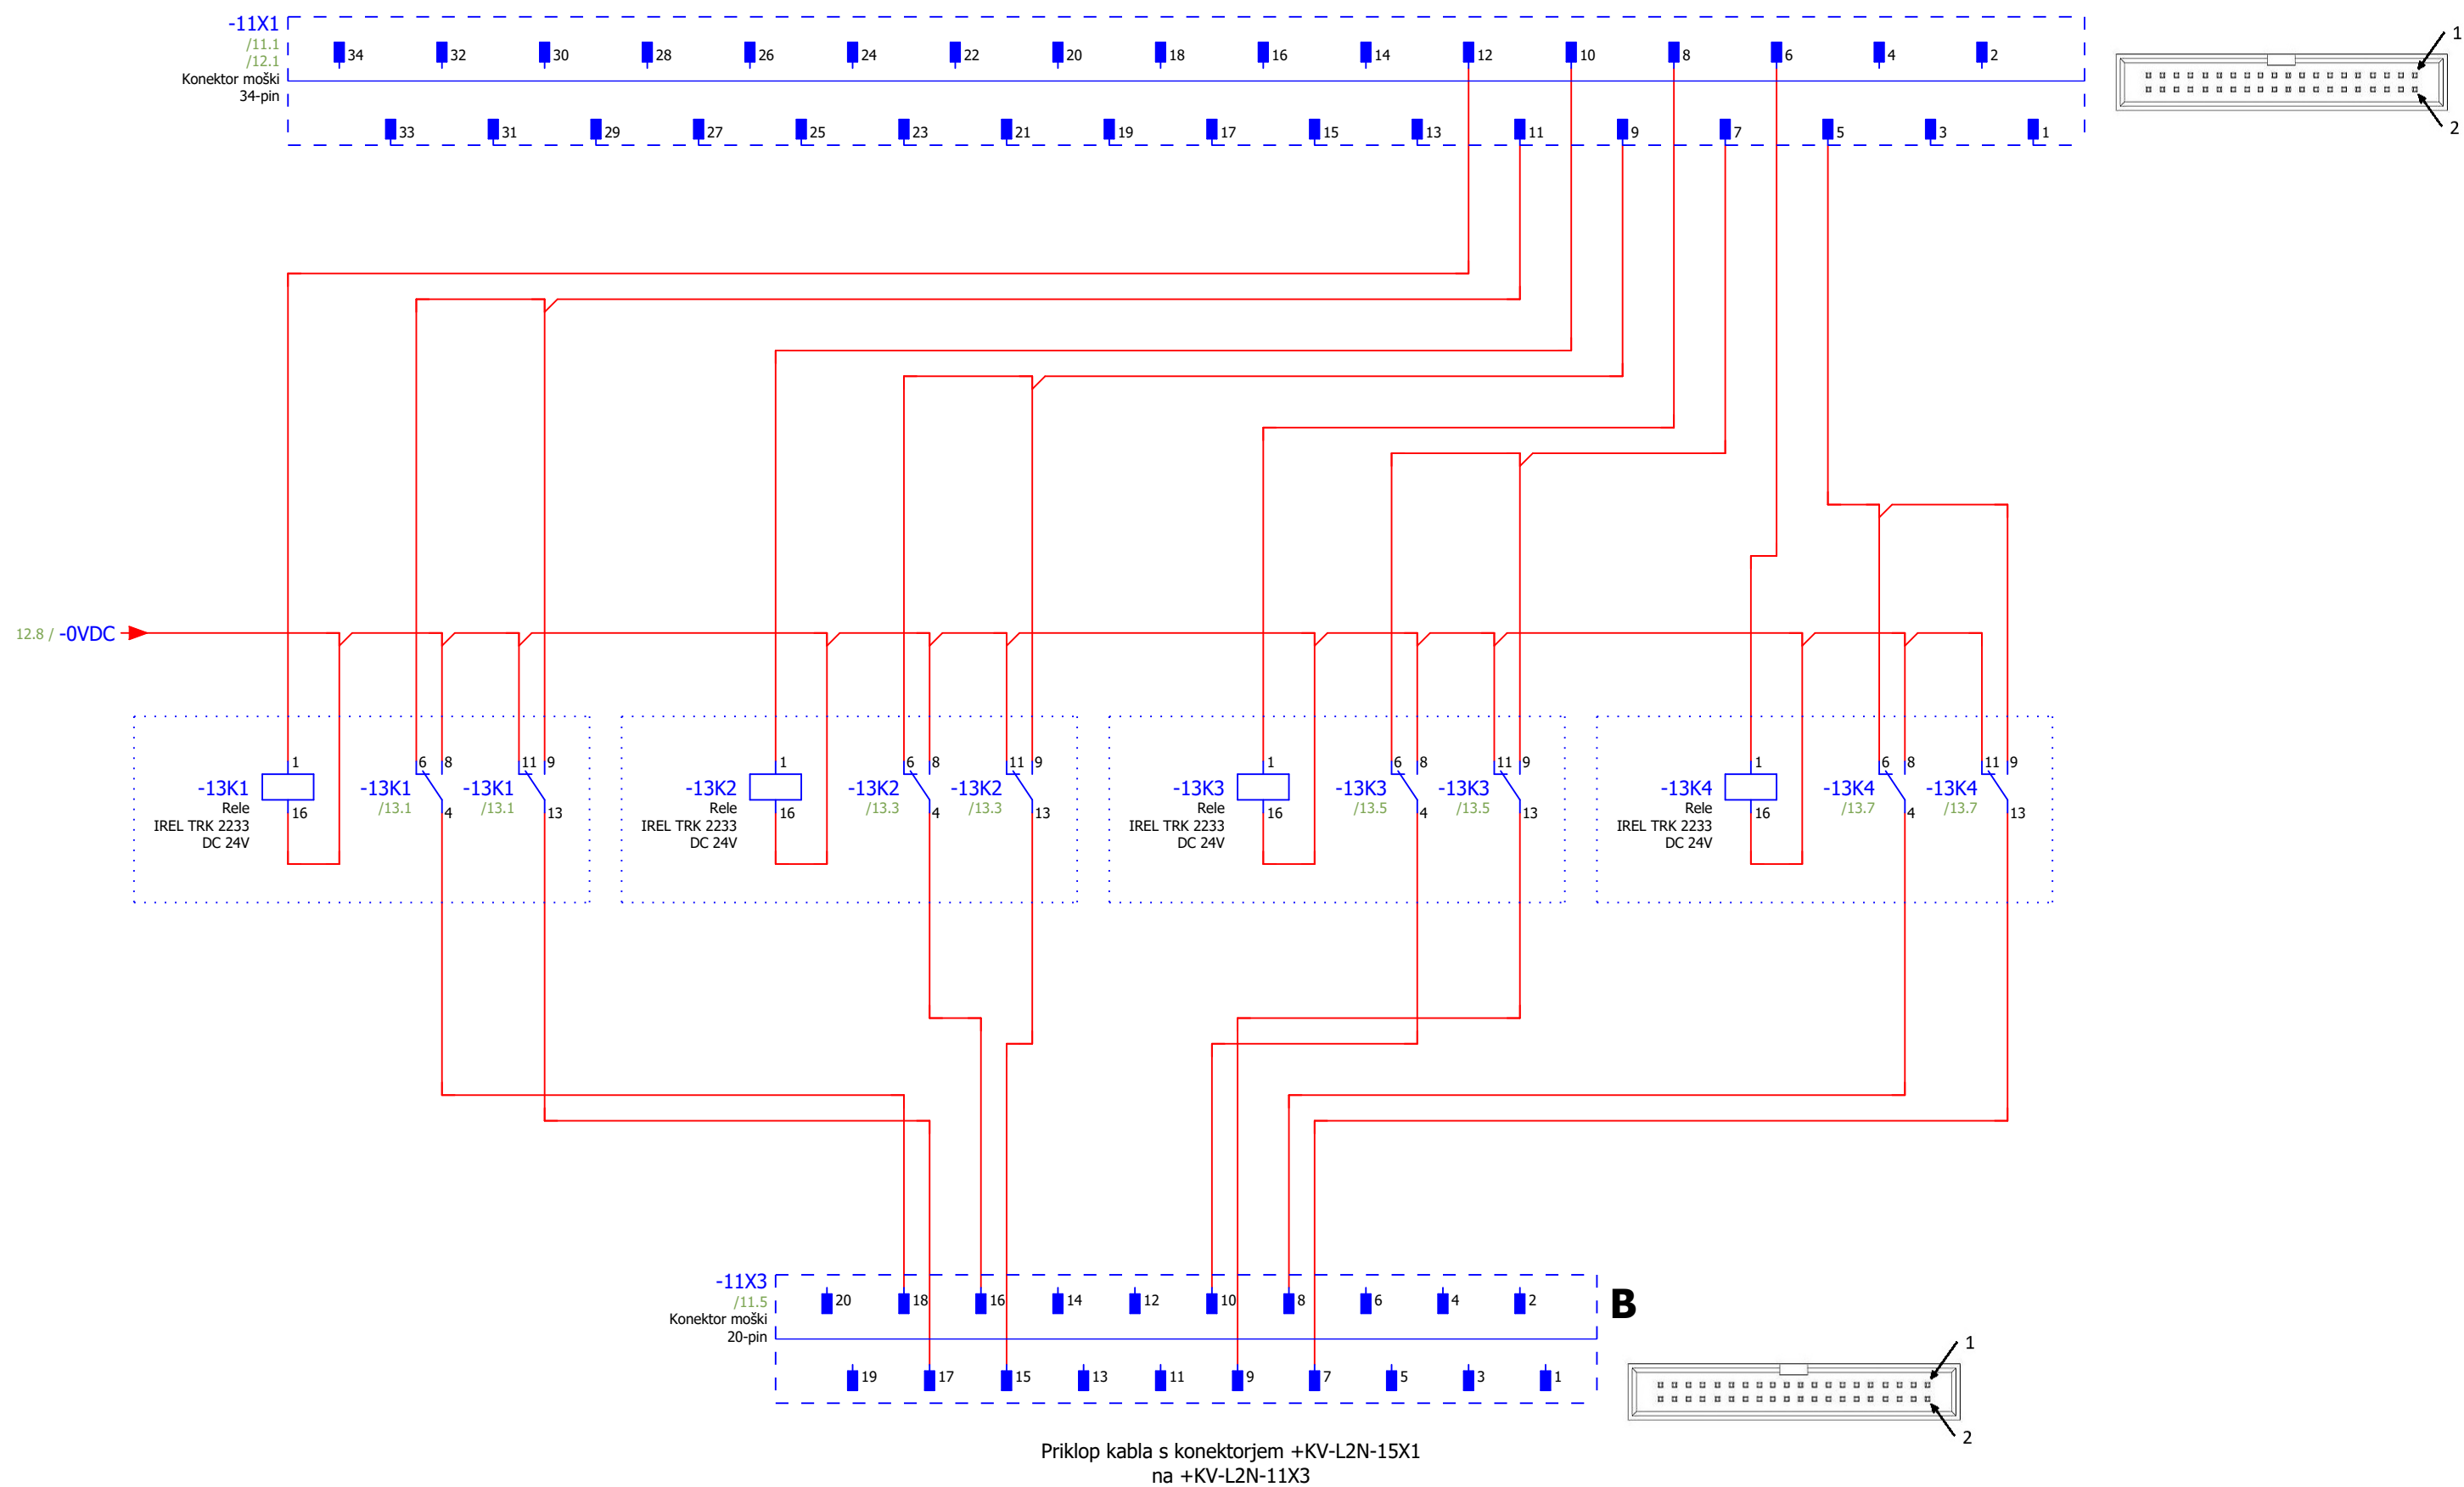 -11X1
/11.1
/12.1
Konektor moški
34-pin
34 32 30 28 26 24 22 20 18 16 14 12 10 8 6 4 2
33 31 29 27 25 23 21 19 17 15 13 11 9 7 5 3 1
1
2
12.8 / -0VDC
-13K1
Rele
IREL TRK 2233
DC 24V
1
16
-13K1
/13.1
6 8
4
-13K1
/13.1
11 9
13
-13K2
Rele
IREL TRK 2233
DC 24V
1
16
-13K2
/13.3
6 8
4
-13K2
/13.3
11 9
13
-13K3
Rele
IREL TRK 2233
DC 24V
1
16
-13K3
/13.5
6 8
4
-13K3
/13.5
11 9
13
-13K4
Rele
IREL TRK 2233
DC 24V
1
16
-13K4
/13.7
6 8
4
-13K4
/13.7
11 9
13
-11X3
/11.5
Konektor moški
20-pin
20 18 16 14 12 10 8 6 4 2
19 17 15 13 11 9 7 5 3 1
B
1
2
Priklop kabla s konektorjem +KV-L2N-15X1
na +KV-L2N-11X3